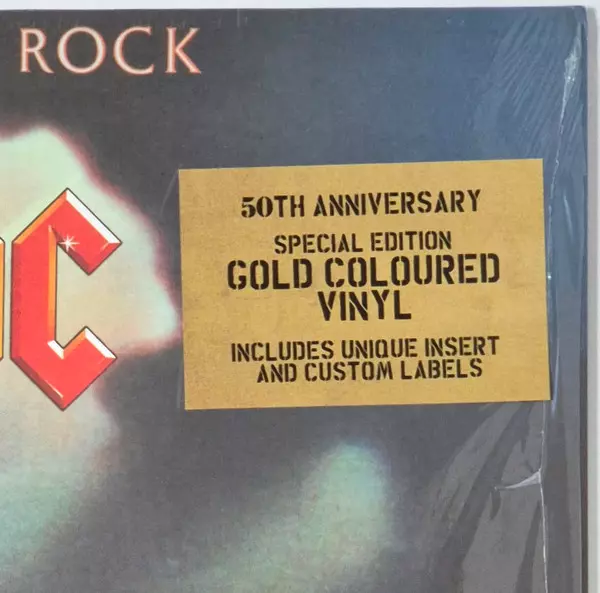 ROCK
C
50TH ANNIVERSARY
SPECIAL EDITION
GOLD COLOURED
VINYL
INCLUDES UNIQUE INSERT
AND CUSTOM LABELS